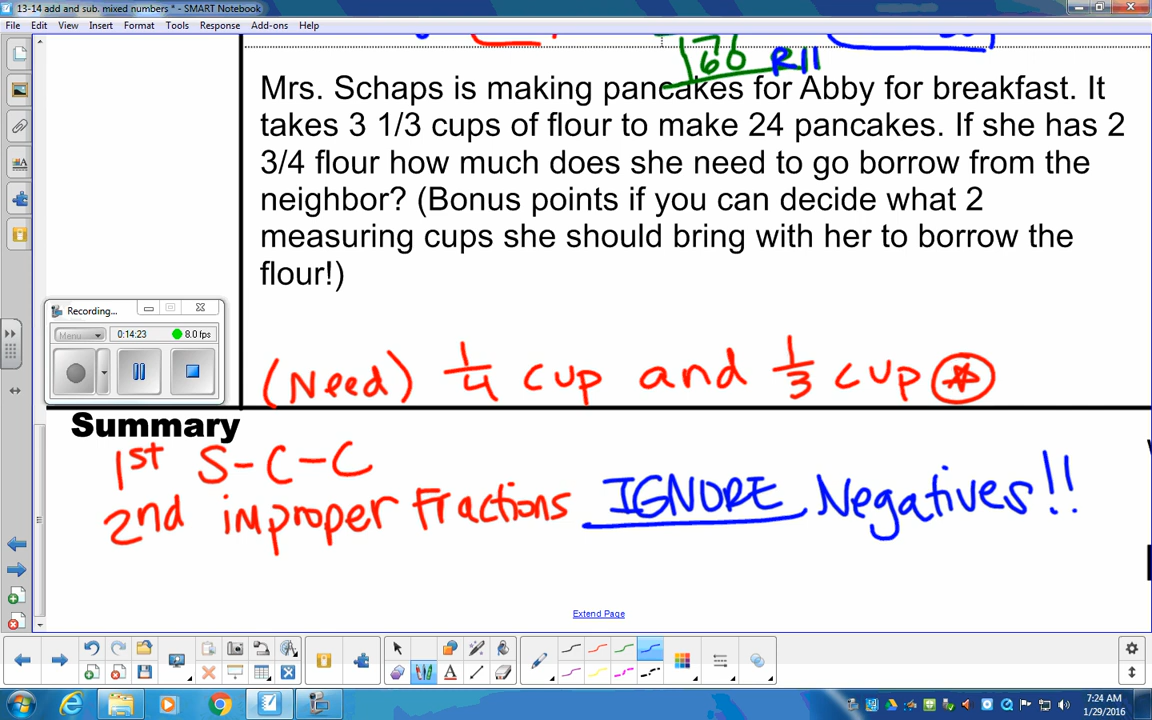 13-14 add and sub. mixed numbers * - SMART Notebook
File Edit View Insert Format Tools Response Add-ons Help
166 R11
Mrs. Schaps is making pancakes for Abby for breakfast. It
takes 3 1/3 cups of flour to make 24 pancakes. If she has 2
3/4 flour how much does she need to go borrow from the
neighbor? (Bonus points if you can decide what 2
measuring cups she should bring with her to borrow the
flour!)
Recording...
Menu 0:14:23 8.0 fps
(Need) 1/4 cup and 1/3 cup
Summary
1st S-C-C
2nd improper Fractions IGNORE Negatives!!
Extend Page
7:24 AM
1/29/2016